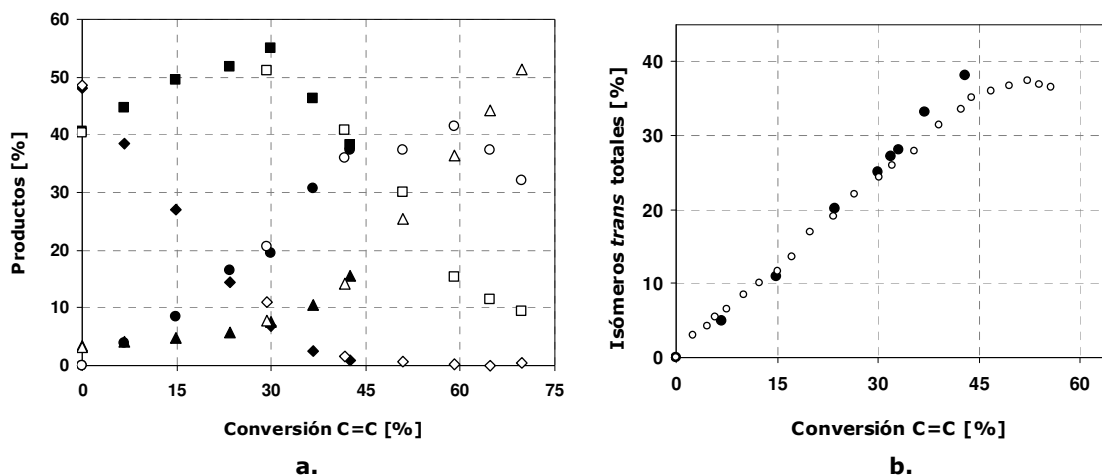 60
50
40
30
20
10
0
0 15 30 45 60 75
Productos [%]
Conversión C=C [%]
a.
40
30
20
10
0
0 15 30 45 60
Isómeros trans totales [%]
Conversión C=C [%]
b.